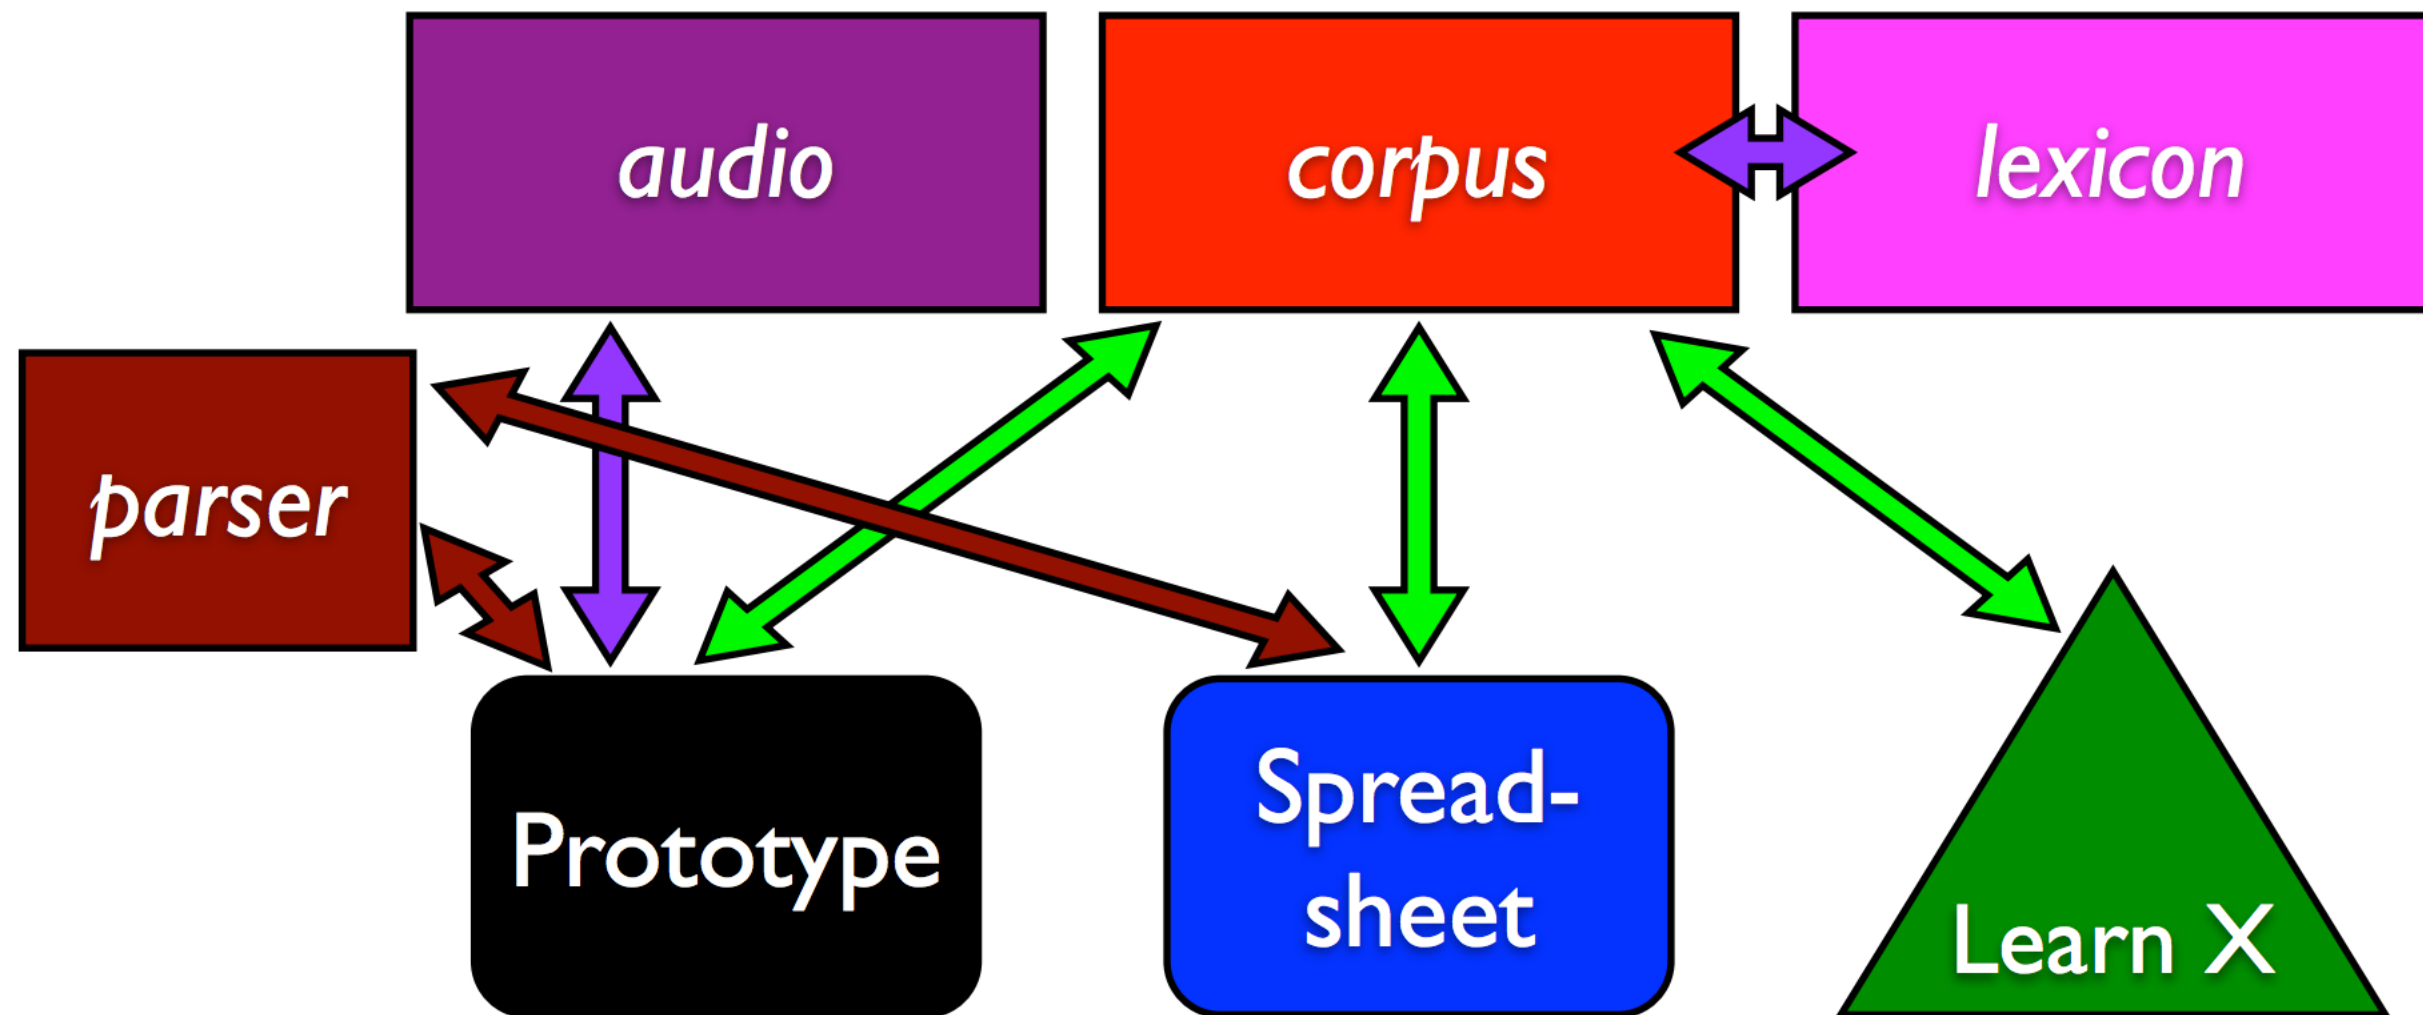 audio
corpus
lexicon
parser
Prototype
Spread-
sheet
Learn X